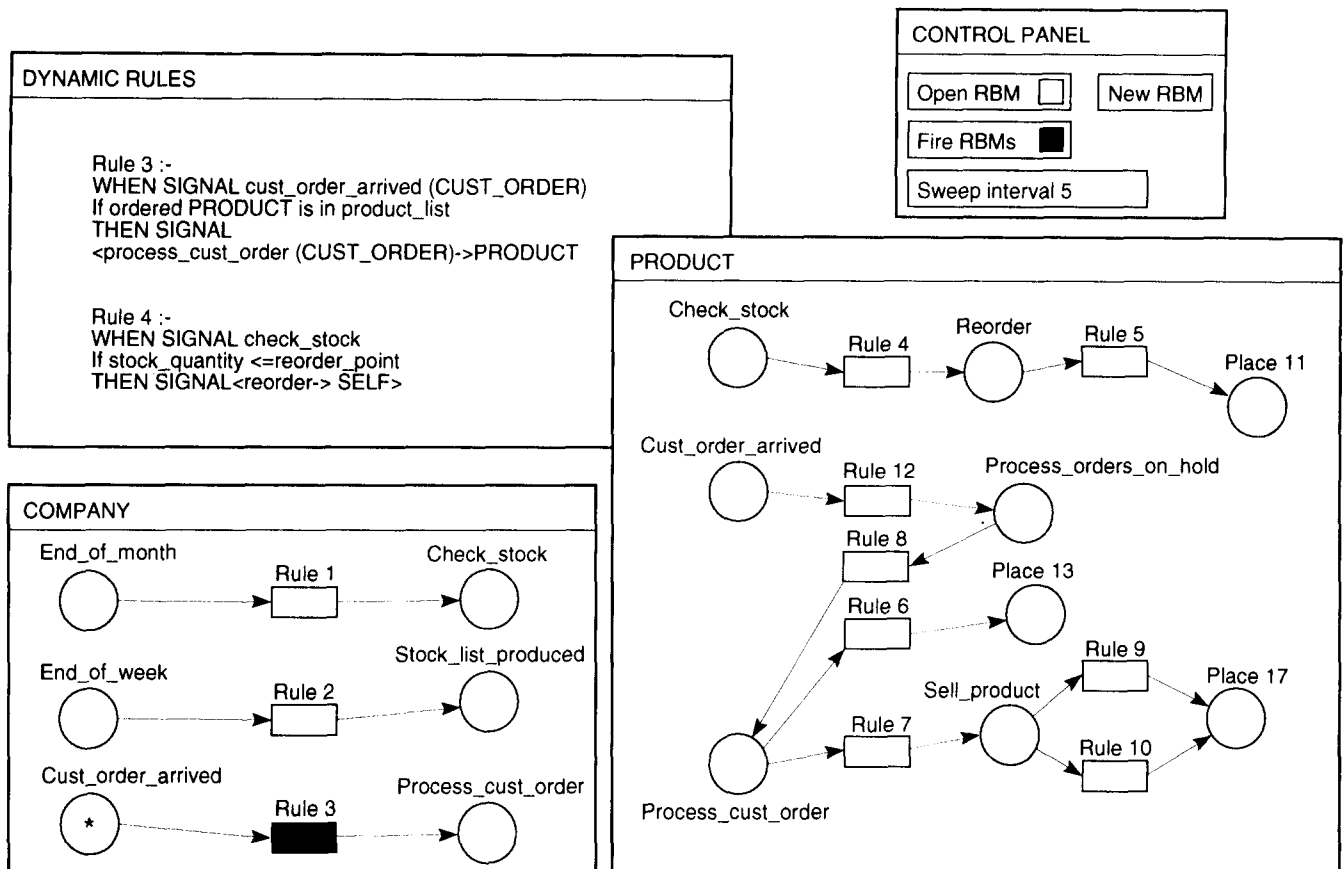 DYNAMIC RULES
Rule 3 :-
WHEN SIGNAL cust_order_arrived (CUST_ORDER)
If ordered PRODUCT is in product_list
THEN SIGNAL
<process_cust_order (CUST_ORDER)->PRODUCT
Rule 4 :-
WHEN SIGNAL check_stock
If stock_quantity <=reorder_point
THEN SIGNAL<reorder-> SELF>
CONTROL PANEL
Open RBM
New RBM
Fire RBMs
Sweep interval 5
PRODUCT
Check_stock
Rule 4
Reorder
Rule 5
Place 11
Cust_order_arrived
Rule 12
Process_orders_on_hold
Rule 8
Place 13
Rule 6
Rule 9
Sell_product
Place 17
Rule 7
Rule 10
Process_cust_order
COMPANY
End_of_month
Rule 1
Check_stock
End_of_week
Rule 2
Stock_list_produced
Cust_order_arrived
*
Rule 3
Process_cust_order